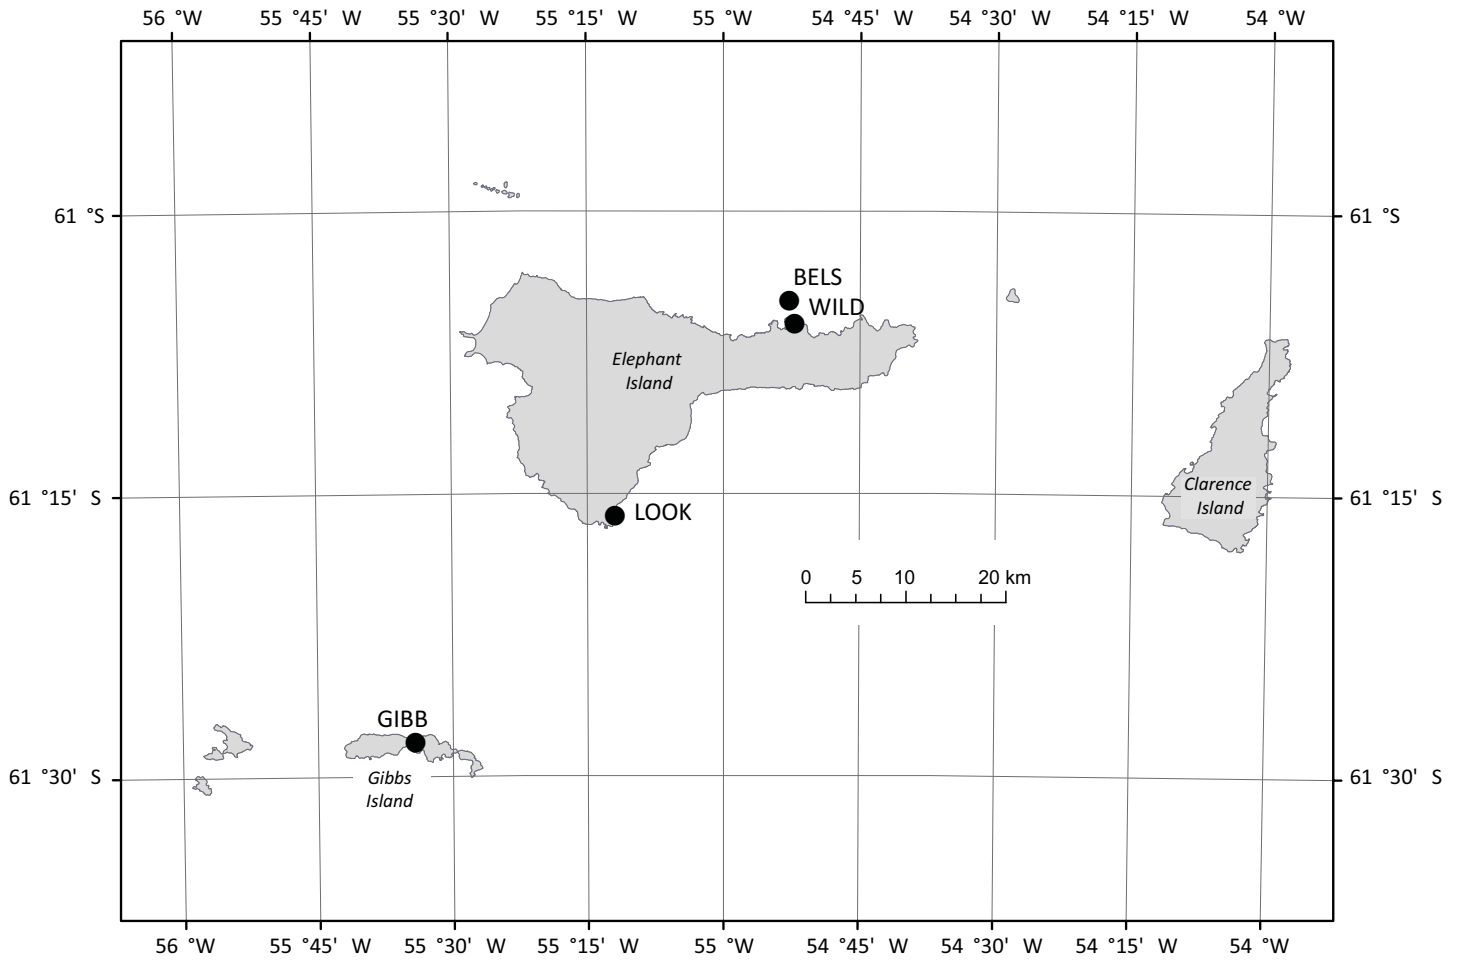 56 °W 55 °45' W 55 °30' W 55 °15' W 55 °W 54 °45' W 54 °30' W 54 °15' W 54 °W
61 °S 61 °S
BELS
WILD
Elephant
Island
Clarence
Island
61 °15' S 61 °15' S
LOOK
0 5 10 20 km
GIBB
61 °30' S 61 °30' S
Gibbs
Island
56 °W 55 °45' W 55 °30' W 55 °15' W 55 °W 54 °45' W 54 °30' W 54 °15' W 54 °W